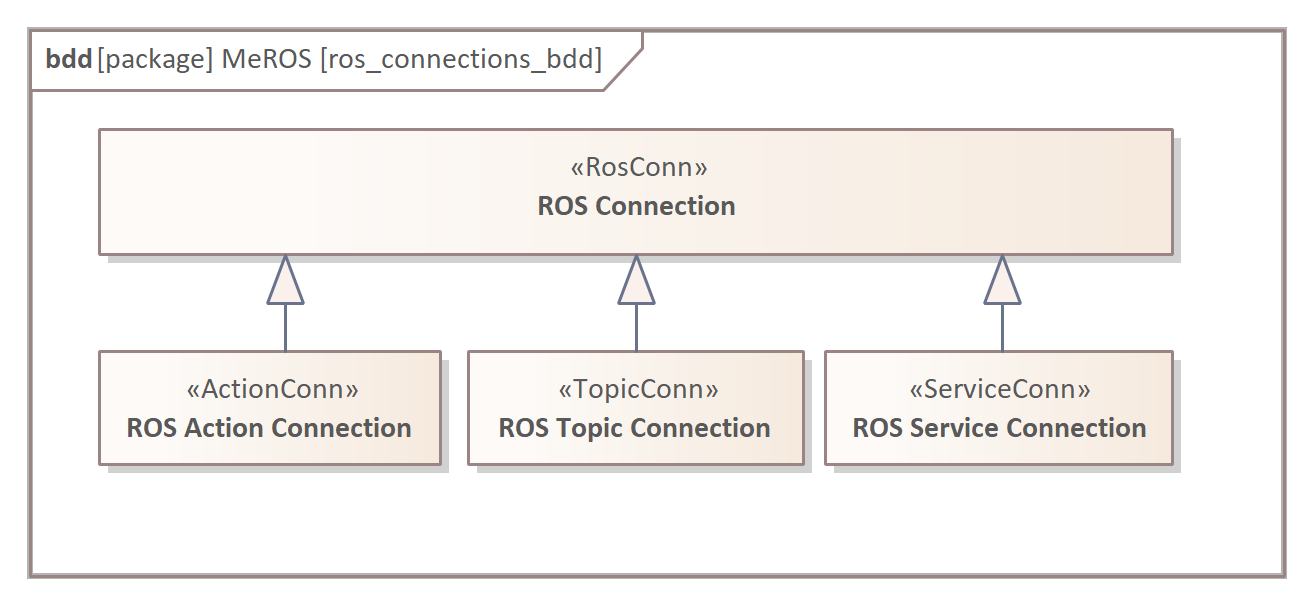 bdd [package] MeROS [ros_connections_bdd]
«RosConn»
ROS Connection
«ActionConn»
ROS Action Connection
«TopicConn»
ROS Topic Connection
«ServiceConn»
ROS Service Connection